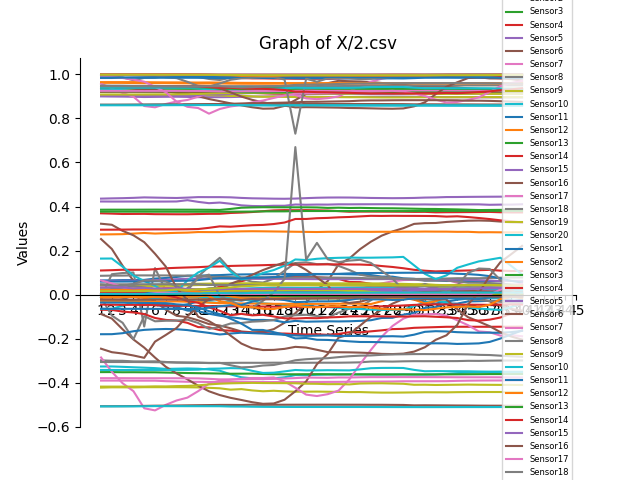 Graph of X/2.csv
1.0
0.8
0.6
0.4
0.2
0.0
−0.2
−0.4
−0.6
Values
Time Series
Sensor3
Sensor4
Sensor5
Sensor6
Sensor7
Sensor8
Sensor9
Sensor10
Sensor11
Sensor12
Sensor13
Sensor14
Sensor15
Sensor16
Sensor17
Sensor18
Sensor19
Sensor20
Sensor1
Sensor2
Sensor3
Sensor4
Sensor5
Sensor6
Sensor7
Sensor8
Sensor9
Sensor10
Sensor11
Sensor12
Sensor13
Sensor14
Sensor15
Sensor16
Sensor17
Sensor18